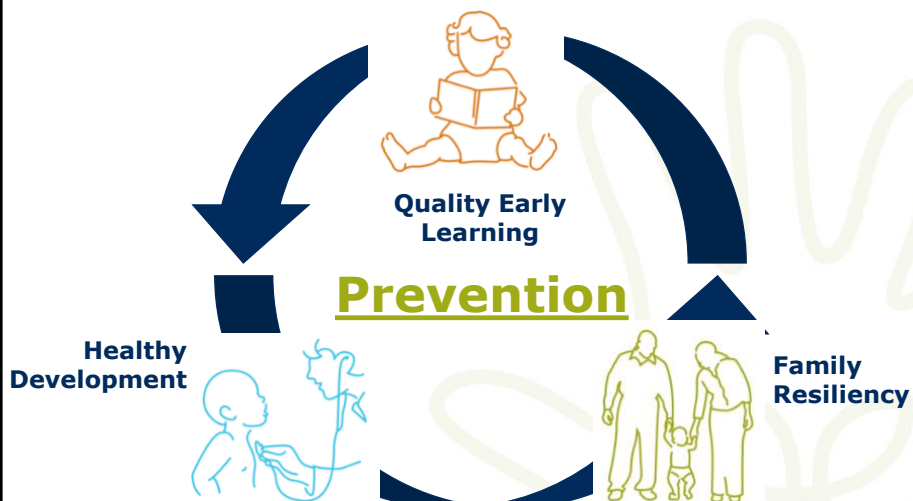 Quality Early
Learning
Prevention
Healthy
Development
Family
Resiliency